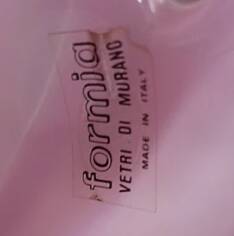 formia
VETRI DI MURANO
MADE IN ITALY